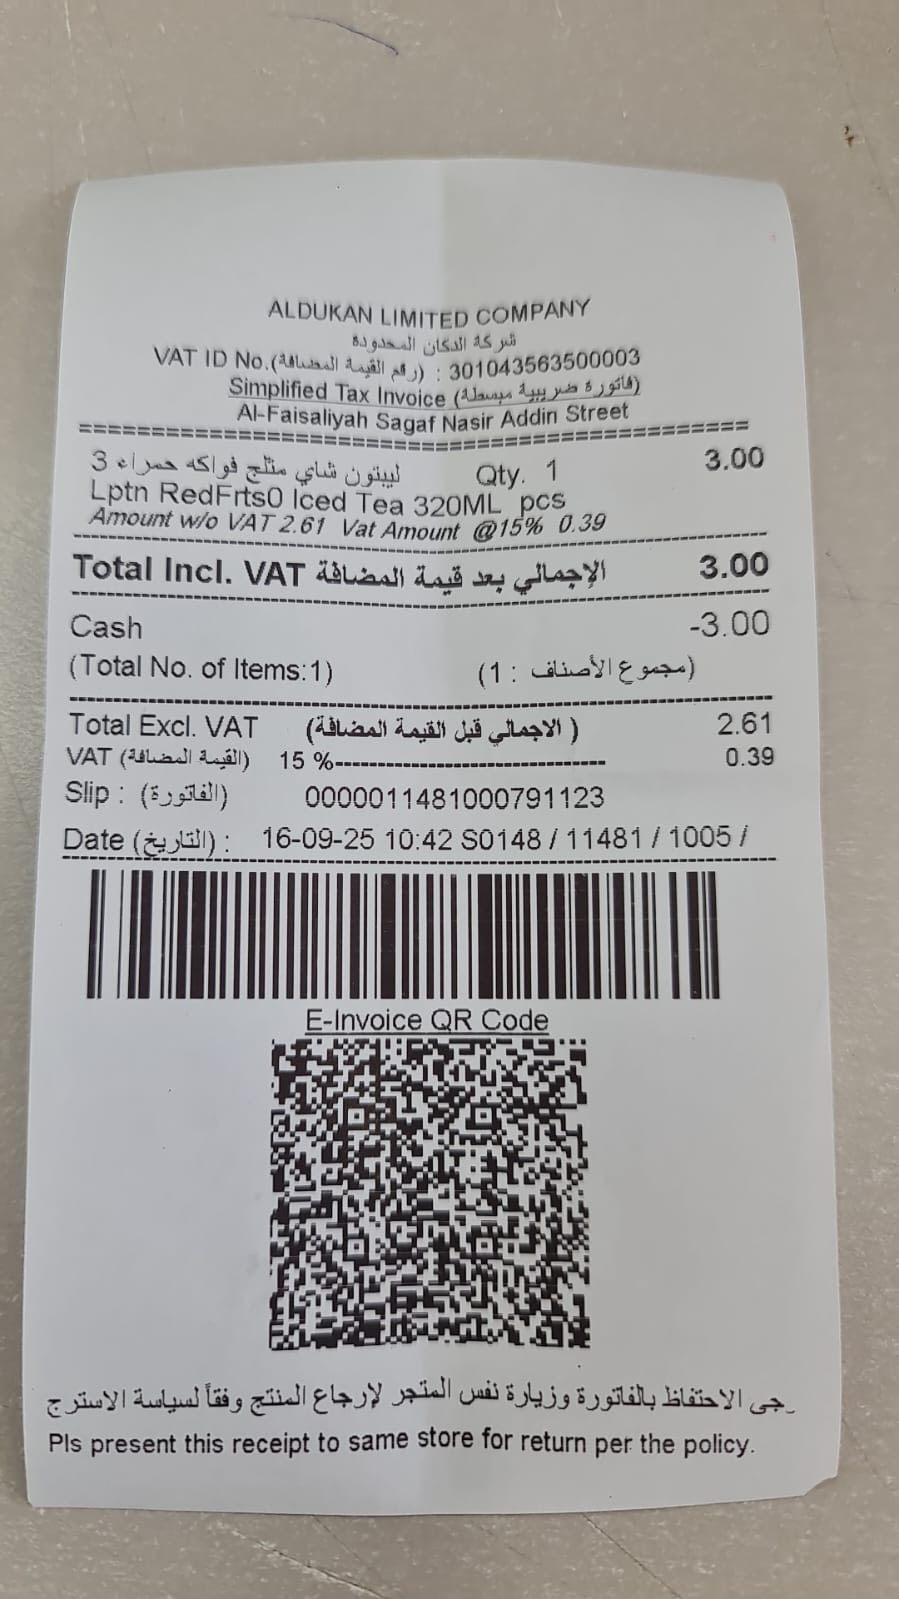 ALDUKAN LIMITED COMPANY
شركة الدكان المحدودة
VAT ID No.(رقم القيمة المضافة) : 301043563500003
Simplified Tax Invoice (فاتورة ضريبية مبسطة)
Al-Faisaliyah Sagaf Nasir Addin Street
ليبتون شاي مثلج فواكه حمراء 3 Qty. 1 3.00
Lptn RedFrts0 Iced Tea 320ML pcs
Amount w/o VAT 2.61 Vat Amount @15% 0.39
Total Incl. VAT الإجمالي بعد قيمة المضافة 3.00
Cash -3.00
(Total No. of Items:1) (مجموع الأصناف : 1)
Total Excl. VAT (الاجمالي قبل القيمة المضافة ) 2.61
VAT (القيمة المضافة) 15 %------------------------------ 0.39
Slip : (الفاتورة) 0000011481000791123
Date (التاريخ) : 16-09-25 10:42 S0148 / 11481 / 1005 /
E-Invoice QR Code
رجى الاحتفاظ بالفاتورة وزيارة نفس المتجر لإرجاع المنتج وفقاً لسياسة الاسترج
Pls present this receipt to same store for return per the policy.